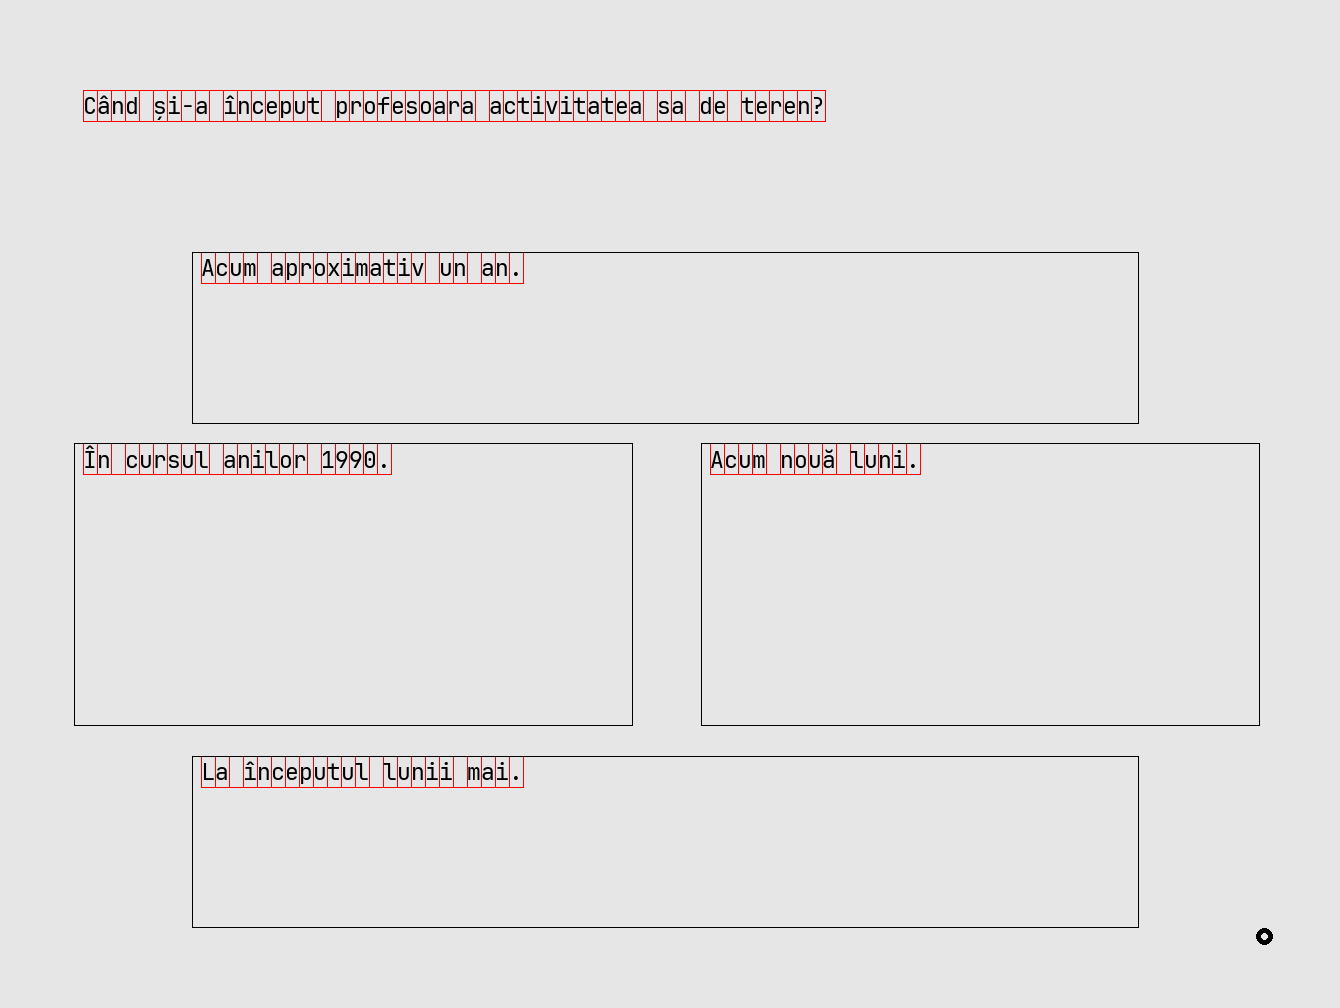 Când și-a început profesoara activitatea sa de teren?
Acum aproximativ un an.
În cursul anilor 1990.
Acum nouă luni.
La începutul lunii mai.